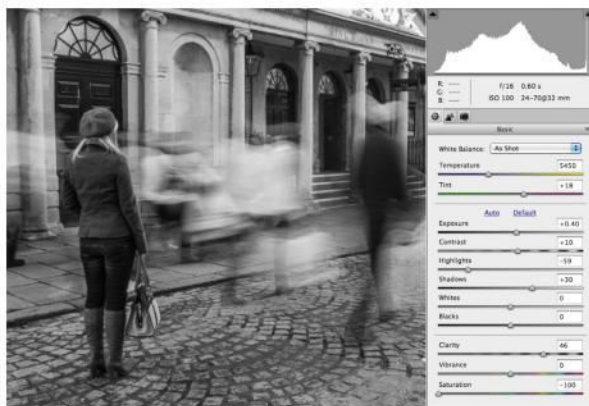 R: ---
G: ---
B: ---
f/16 0.60 s
ISO 100 24-70@32 mm
Basic
White Balance: As Shot
Temperature 5450
Tint +18
Auto Default
Exposure +0.40
Contrast +10
Highlights -59
Shadows +30
Whites 0
Blacks 0
Clarity 46
Vibrance 0
Saturation -100